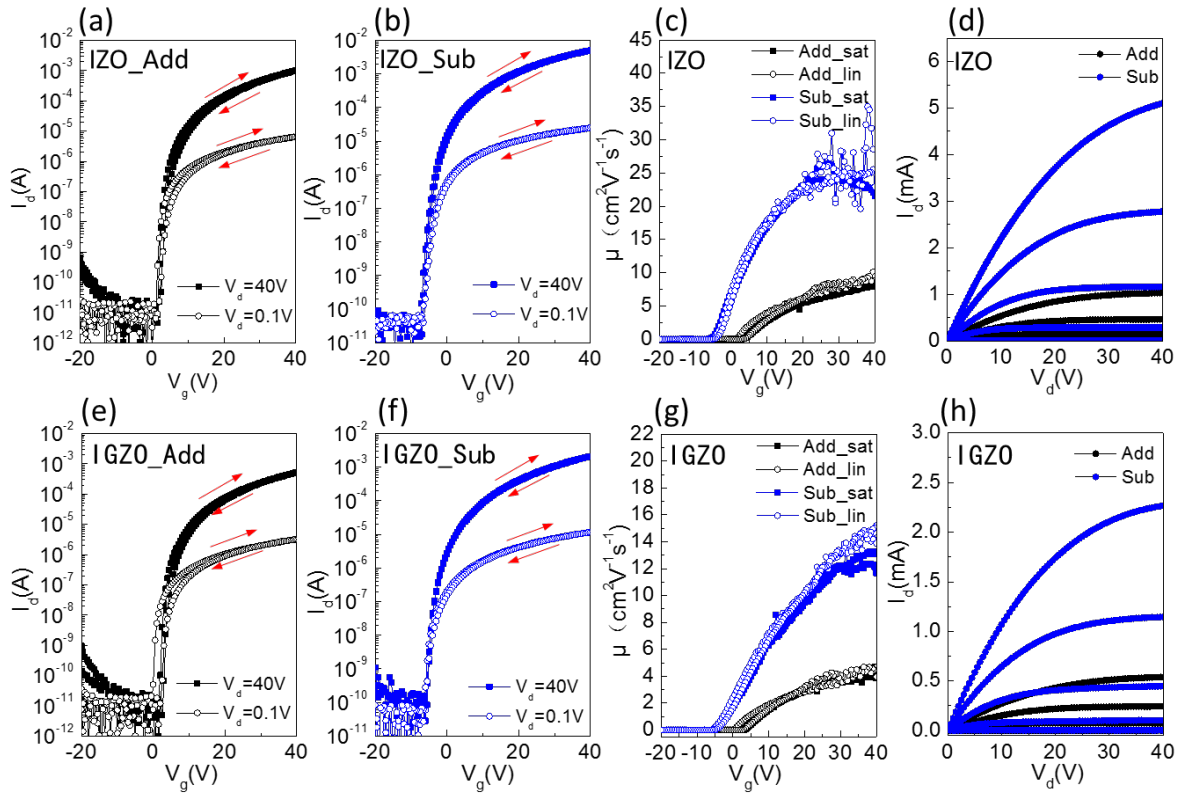 (a)
IZO_Add
10⁻² 10⁻³ 10⁻⁴ 10⁻⁵ 10⁻⁶ 10⁻⁷ 10⁻⁸ 10⁻⁹ 10⁻¹⁰ 10⁻¹¹ 10⁻¹²
I_d(A)
V_d=40V
V_d=0.1V
-20 0 20 40
V_g(V)
(b)
IZO_Sub
10⁻² 10⁻³ 10⁻⁴ 10⁻⁵ 10⁻⁶ 10⁻⁷ 10⁻⁸ 10⁻⁹ 10⁻¹⁰ 10⁻¹¹ 10⁻¹²
I_d(A)
V_d=40V
V_d=0.1V
-20 0 20 40
V_g(V)
(c)
IZO
Add_sat
Add_lin
Sub_sat
Sub_lin
45 40 35 30 25 20 15 10 5 0
μ (cm²V⁻¹s⁻¹)
-20 -10 0 10 20 30 40
V_g(V)
(d)
IZO
Add
Sub
6 5 4 3 2 1 0
I_d(mA)
0 10 20 30 40
V_d(V)
(e)
IGZO_Add
10⁻² 10⁻³ 10⁻⁴ 10⁻⁵ 10⁻⁶ 10⁻⁷ 10⁻⁸ 10⁻⁹ 10⁻¹⁰ 10⁻¹¹ 10⁻¹²
I_d(A)
V_d=40V
V_d=0.1V
-20 0 20 40
V_g(V)
(f)
IGZO_Sub
10⁻² 10⁻³ 10⁻⁴ 10⁻⁵ 10⁻⁶ 10⁻⁷ 10⁻⁸ 10⁻⁹ 10⁻¹⁰ 10⁻¹¹ 10⁻¹²
I_d(A)
V_d=40V
V_d=0.1V
-20 0 20 40
V_g(V)
(g)
IGZO
Add_sat
Add_lin
Sub_sat
Sub_lin
22 20 18 16 14 12 10 8 6 4 2 0
μ (cm²V⁻¹s⁻¹)
-20 -10 0 10 20 30 40
V_g(V)
(h)
IGZO
Add
Sub
3.0 2.5 2.0 1.5 1.0 0.5 0.0
I_d(mA)
0 10 20 30 40
V_d(V)